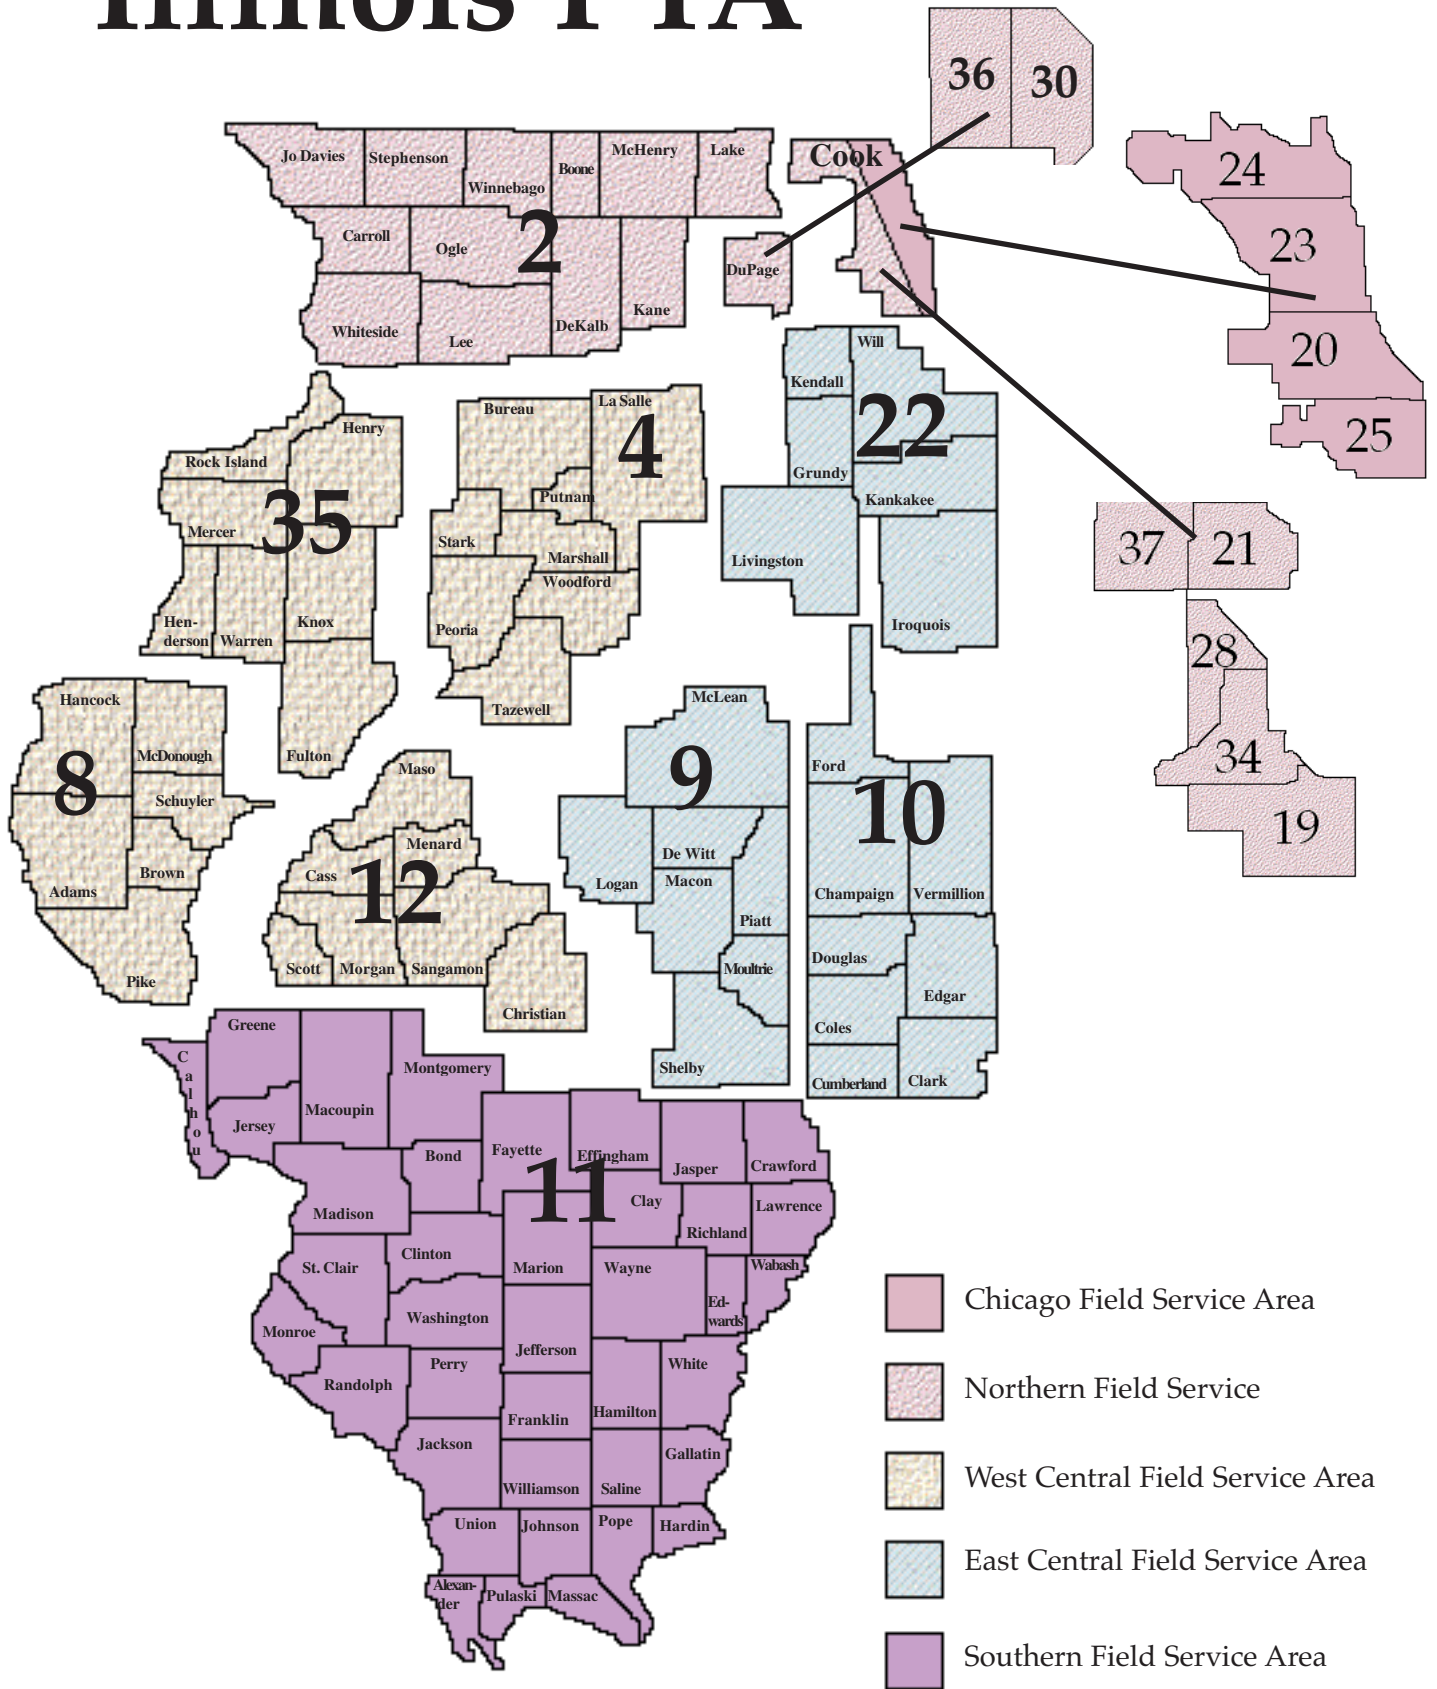 Illinois PTA
36
30
Cook
24
23
20
25
Jo Davies
Stephenson
Winnebago
Boone
McHenry
Lake
Carroll
Ogle
2
DuPage
Whiteside
Lee
DeKalb
Kane
37
21
28
34
19
Kendall
Will
22
Grundy
Kankakee
Livingston
Iroquois
Bureau
La Salle
4
Putnam
Stark
Marshall
Woodford
Peoria
Tazewell
Henry
Rock Island
35
Mercer
Hen-
derson
Warren
Knox
Fulton
Hancock
McDonough
8
Schuyler
Brown
Adams
Pike
Maso
Menard
Cass
12
Scott
Morgan
Sangamon
Christian
McLean
9
De Witt
Logan
Macon
Piatt
Moultrie
Shelby
Ford
10
Champaign
Vermillion
Douglas
Edgar
Coles
Cumberland
Clark
Greene
C
a
l
h
o
u
Montgomery
Macoupin
Jersey
Bond
Fayette
Effingham
Jasper
Crawford
11
Madison
Clay
Lawrence
Richland
St. Clair
Clinton
Marion
Wayne
Wabash
Ed-
wards
Washington
Monroe
Jefferson
Perry
White
Randolph
Franklin
Hamilton
Jackson
Gallatin
Williamson
Saline
Union
Johnson
Pope
Hardin
Alexan-
der
Pulaski
Massac
Chicago Field Service Area
Northern Field Service
West Central Field Service Area
East Central Field Service Area
Southern Field Service Area